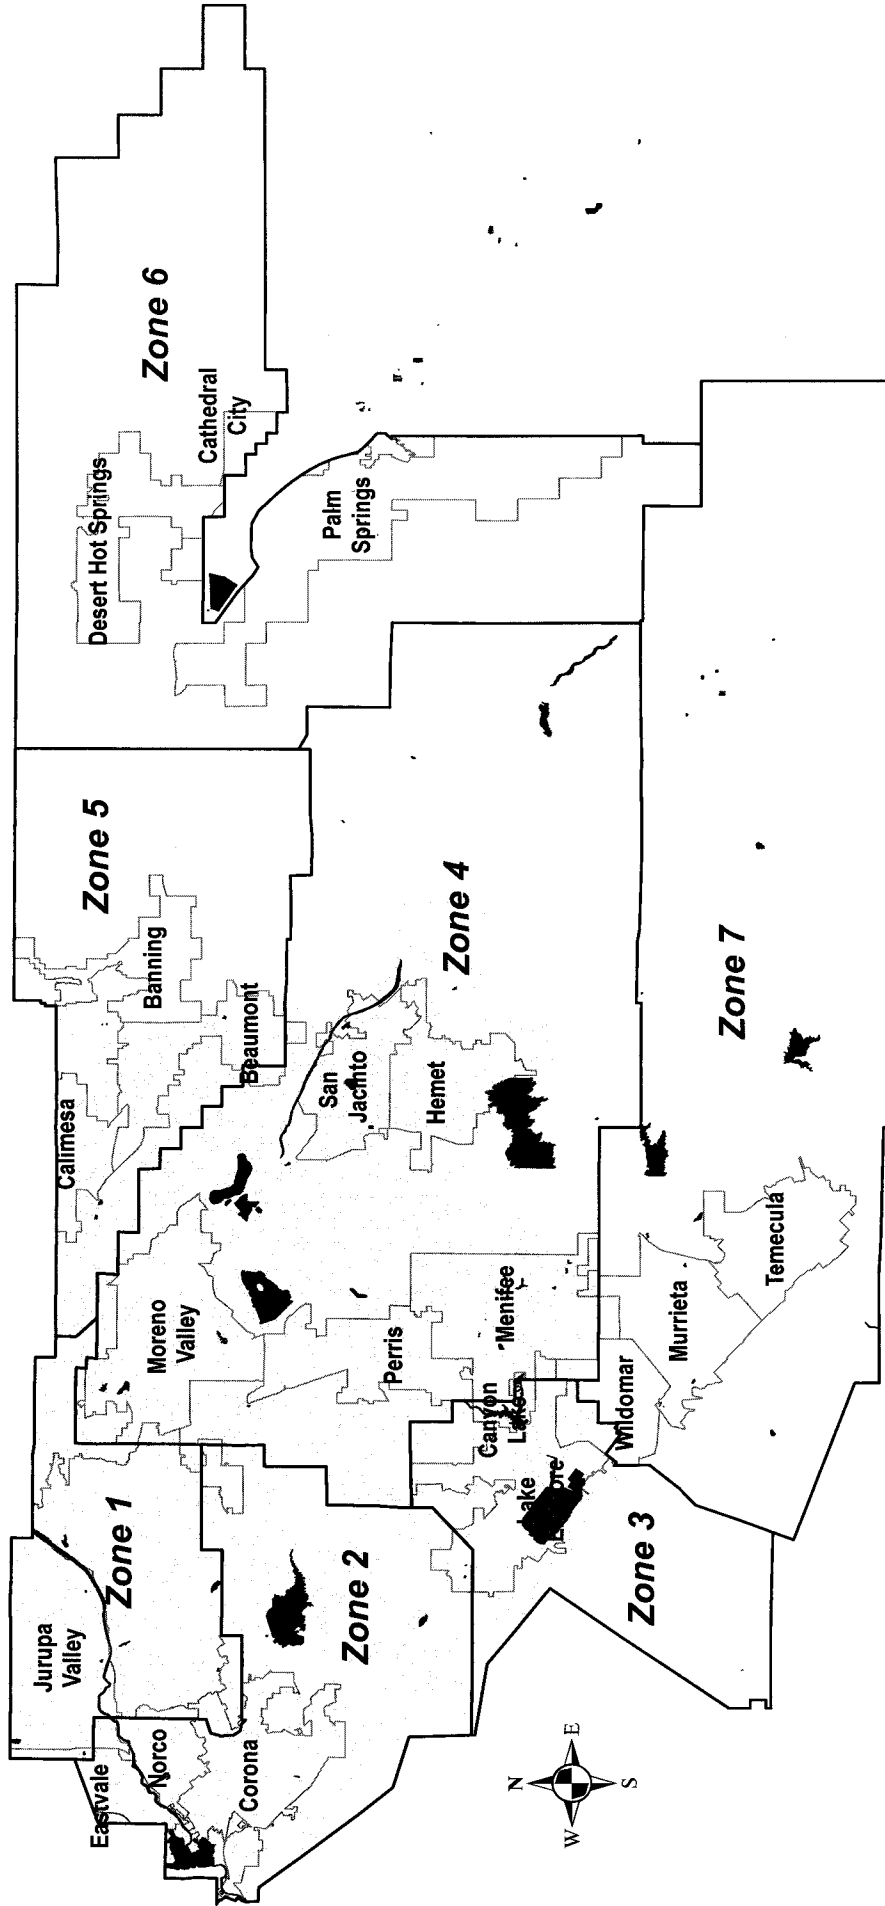 Eastvale
Jurupa
Valley
Norco
Corona
Zone 1
Zone 2
Moreno
Valley
Perris
Canyon
Lake
Menifee
Lake
Zone 3
Wildomar
Murrieta
Temecula
Calimesa
Banning
Beaumont
Zone 5
San
Jacinto
Hemet
Zone 4
Zone 7
Desert Hot Springs
Cathedral
City
Palm
Springs
Zone 6
N
W
E
S